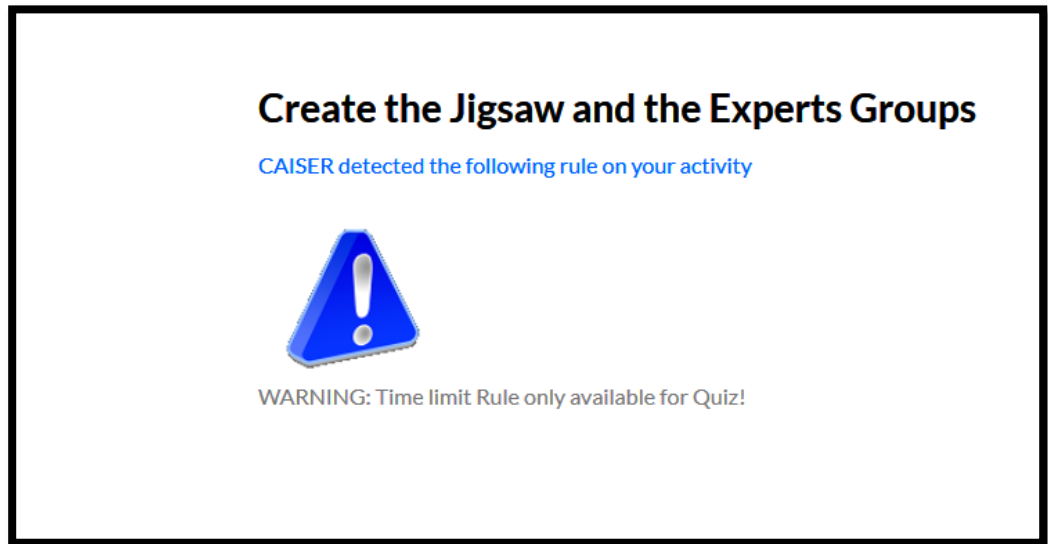 Create the Jigsaw and the Experts Groups
CAISER detected the following rule on your activity
WARNING: Time limit Rule only available for Quiz!